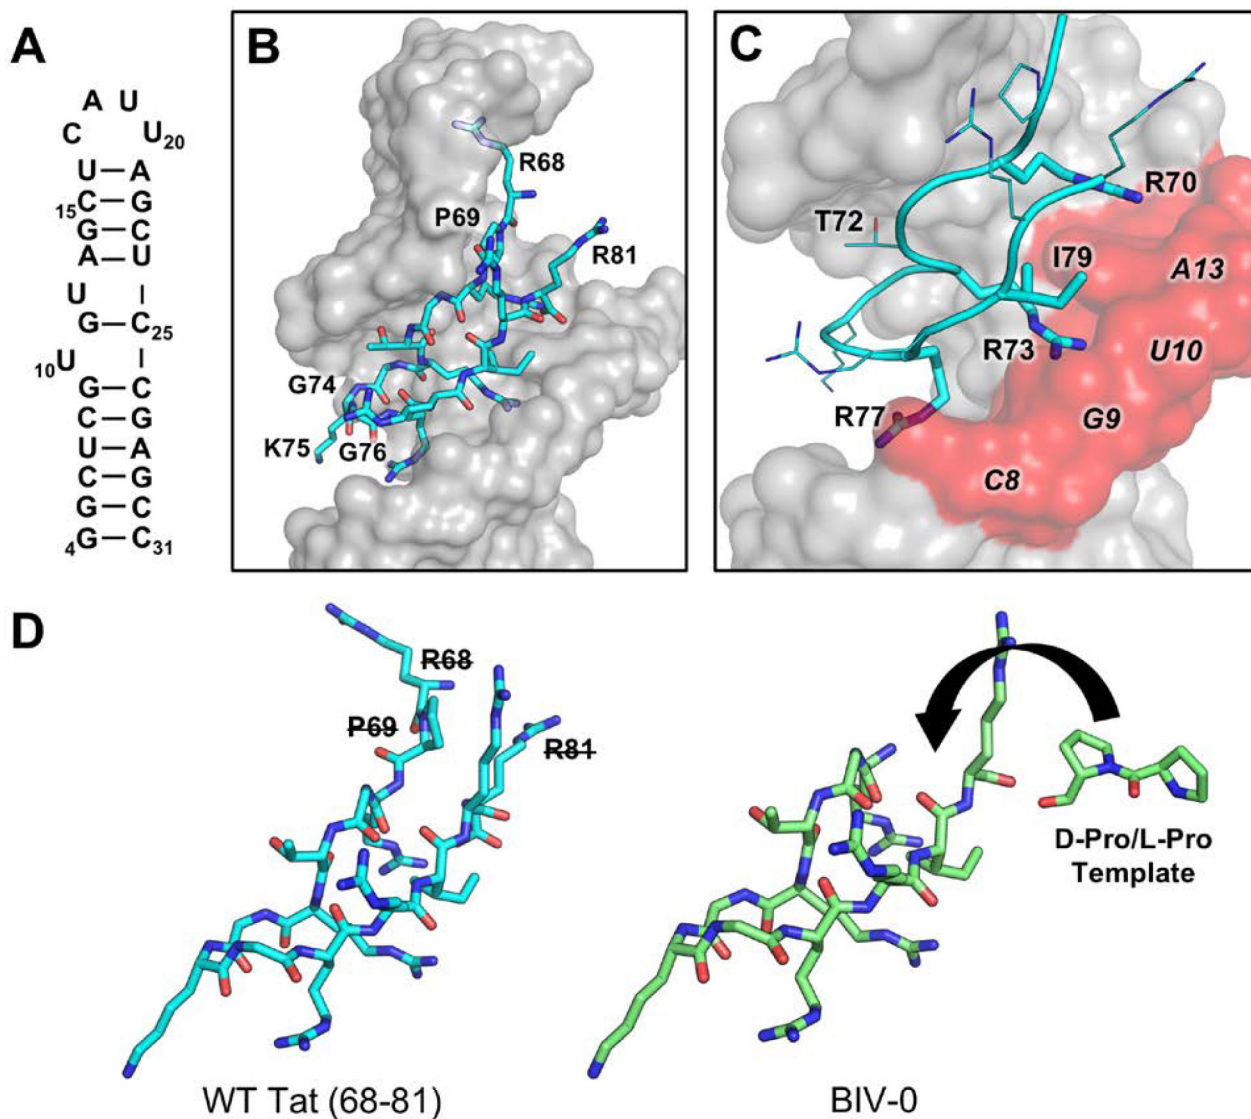 A
A U
C U20
U – A
C – G
15G – C
A – U
U
G – C25
10U
G – C
C – G
U – A
C – G
G – C
4G – C31
B
R68
P69
R81
G74
K75
G76
C
R70
T72
I79
A13
R73
U10
R77
G9
C8
D
R68
P69
R81
WT Tat (68-81)
D-Pro/L-Pro
Template
BIV-0